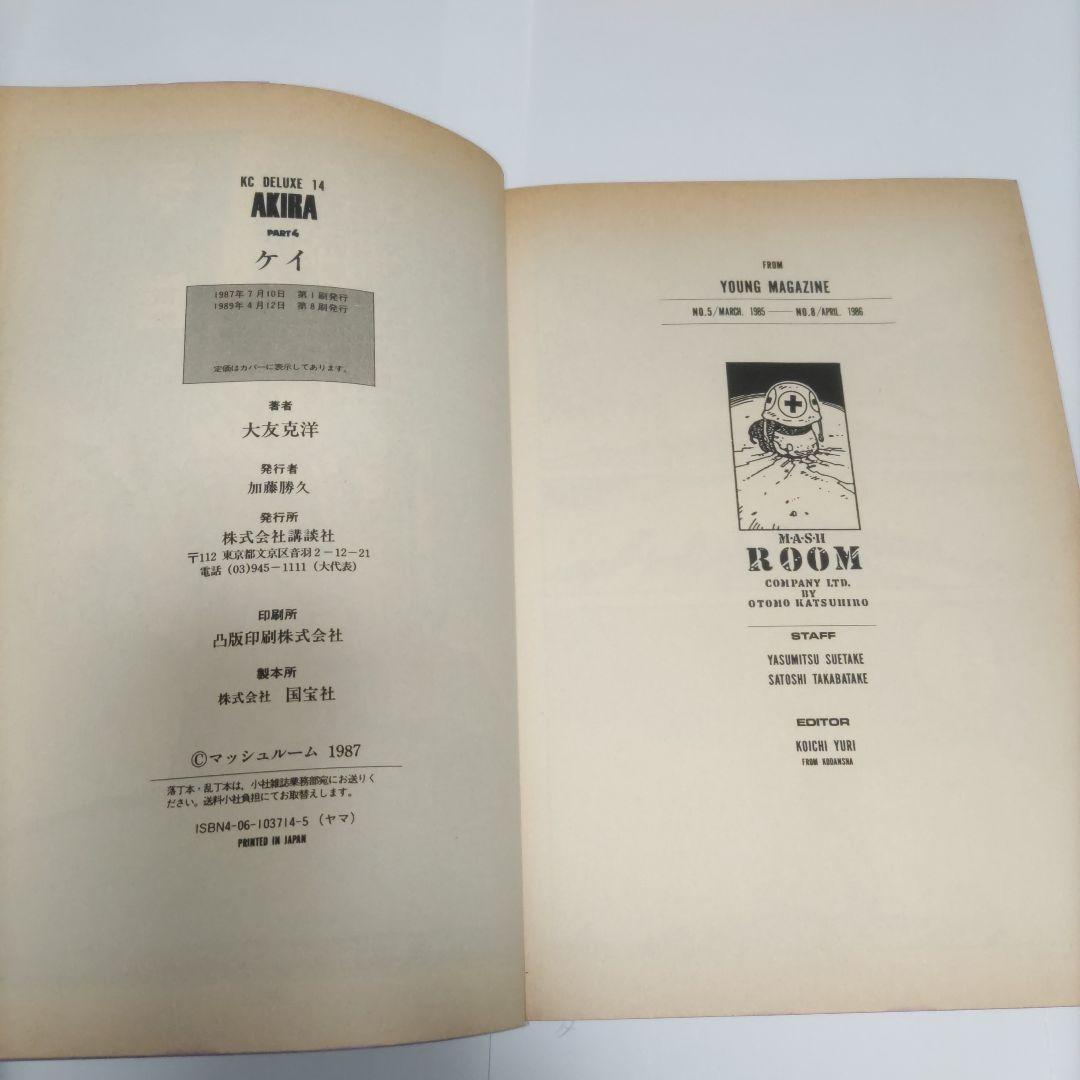 KC DELUXE 14
AKIRA
PART4
ケイ
1987年7月10日 第1刷発行
1989年4月12日 第8刷発行
定価はカバーに表示してあります。
著者
大友克洋
発行者
加藤勝久
発行所
株式会社講談社
〒112 東京都文京区音羽2-12-21
電話 (03)945-1111 (大代表)
印刷所
凸版印刷株式会社
製本所
株式会社 国宝社
©マッシュルーム 1987
落丁本・乱丁本は、小社雑誌業務部宛にお送りく
ださい。送料小社負担にてお取替えします。
ISBN4-06-103714-5 (ヤマ)
PRINTED IN JAPAN
FROM
YOUNG MAGAZINE
NO.5/MARCH. 1985 — NO.8/APRIL. 1986
M·A·S·H
ROOM
COMPANY LTD.
BY
OTOMO KATSUHIRO
STAFF
YASUMITSU SUETAKE
SATOSHI TAKABATAKE
EDITOR
KOICHI YURI
FROM KODANSHA